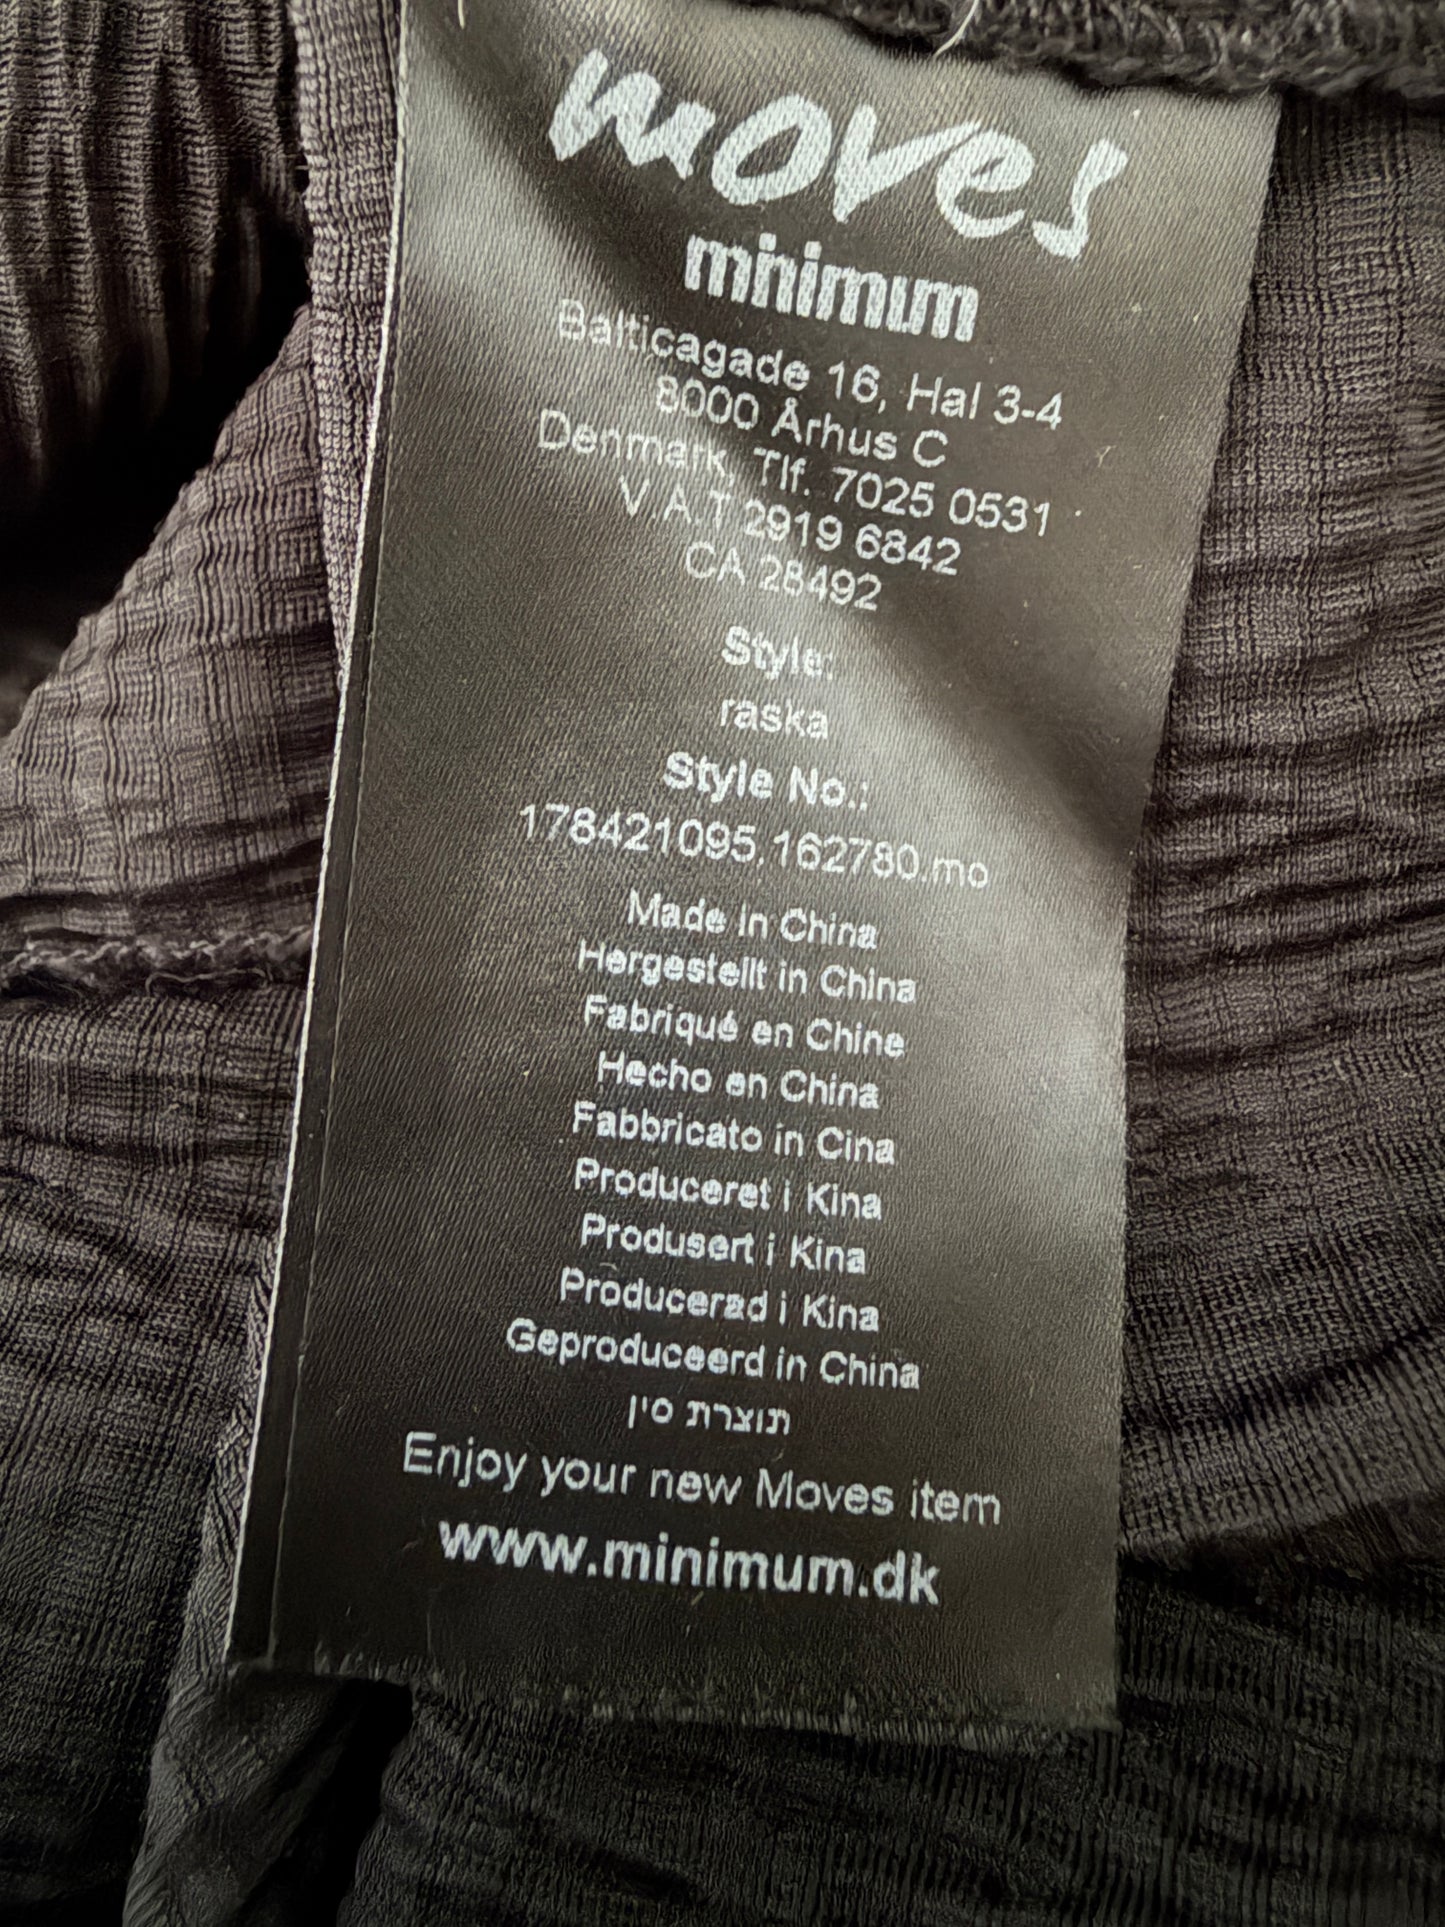 moves
minimum
Balticagade 16, Hal 3-4
8000 Århus C
Denmark, Tlf. 7025 0531
V.A.T 2919 6842
CA 28492
Style:
raska
Style No.:
178421095.162780.mo
Made in China
Hergestellt in China
Fabriqué en Chine
Hecho en China
Fabbricato in Cina
Produceret i Kina
Produsert i Kina
Producerad i Kina
Geproduceerd in China
תוצרת סין
Enjoy your new Moves item
www.minimum.dk